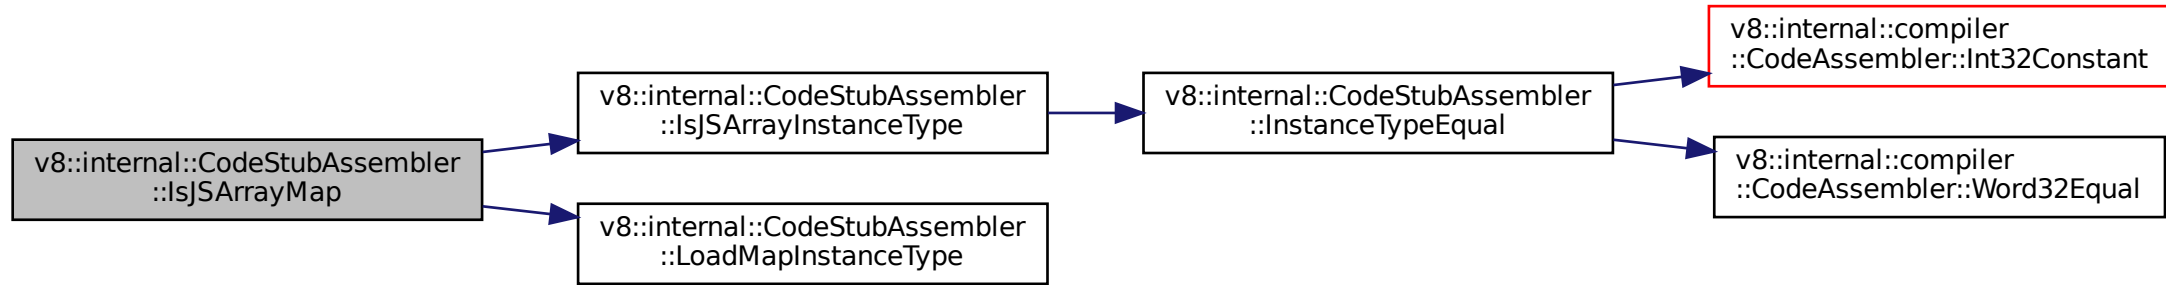 v8::internal::CodeStubAssembler
::IsJSArrayMap
v8::internal::CodeStubAssembler
::IsJSArrayInstanceType
v8::internal::CodeStubAssembler
::LoadMapInstanceType
v8::internal::CodeStubAssembler
::InstanceTypeEqual
v8::internal::compiler
::CodeAssembler::Int32Constant
v8::internal::compiler
::CodeAssembler::Word32Equal